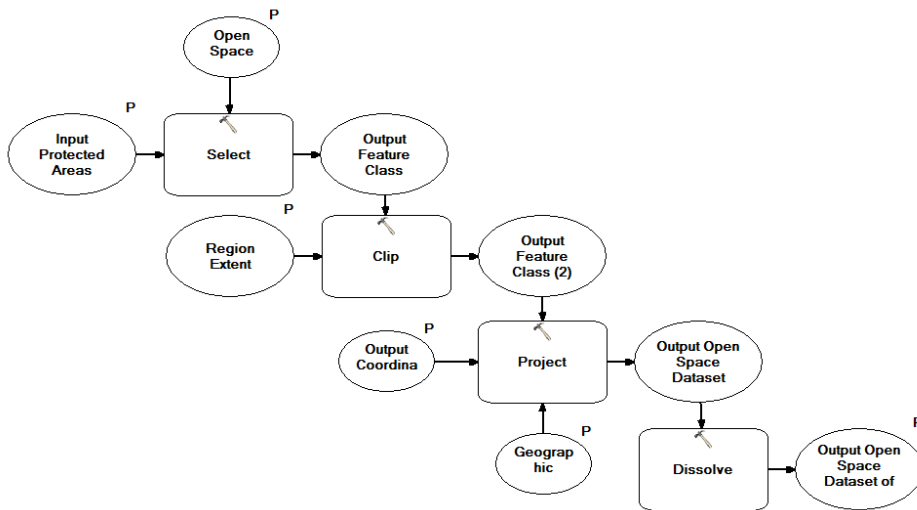 P
Open
Space
P
Input
Protected
Areas
Select
Output
Feature
Class
P
Region
Extent
Clip
Output
Feature
Class (2)
P
Output
Coordina
Project
Output Open
Space
Dataset
P
Geograp
hic
P
Dissolve
Output Open
Space
Dataset of